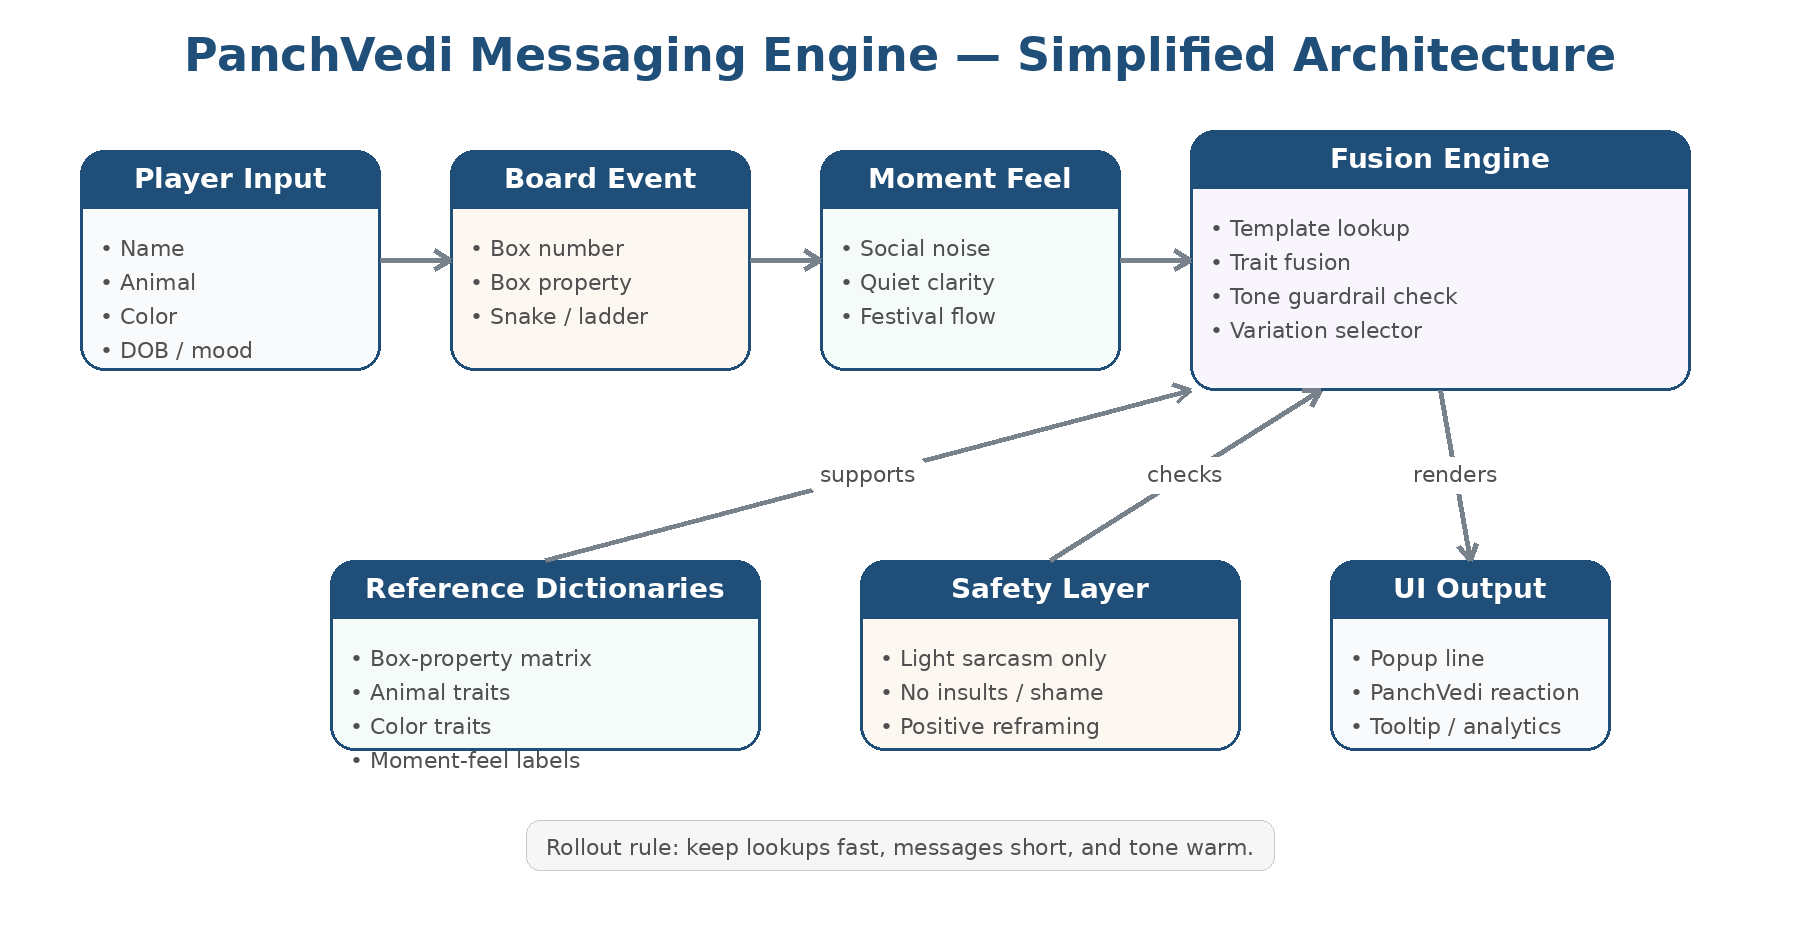 PanchVedi Messaging Engine — Simplified Architecture
Player Input
• Name
• Animal
• Color
• DOB / mood
Board Event
• Box number
• Box property
• Snake / ladder
Moment Feel
• Social noise
• Quiet clarity
• Festival flow
Fusion Engine
• Template lookup
• Trait fusion
• Tone guardrail check
• Variation selector
supports
checks
renders
Reference Dictionaries
• Box-property matrix
• Animal traits
• Color traits
• Moment-feel labels
Safety Layer
• Light sarcasm only
• No insults / shame
• Positive reframing
UI Output
• Popup line
• PanchVedi reaction
• Tooltip / analytics
Rollout rule: keep lookups fast, messages short, and tone warm.